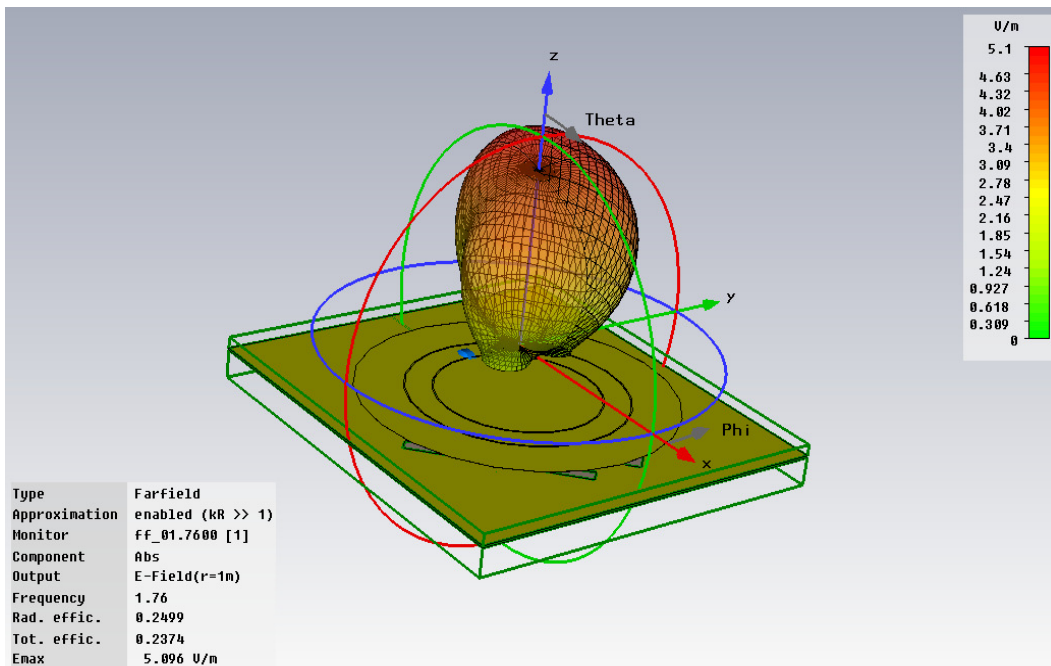 V/m
5.1
4.63
4.32
4.02
3.71
3.4
3.09
2.78
2.47
2.16
1.85
1.54
1.24
0.927
0.618
0.309
0
z
Theta
y
Phi
x
Type Farfield
Approximation enabled (kR >> 1)
Monitor ff_01.7600 [1]
Component Abs
Output E-Field(r=1m)
Frequency 1.76
Rad. effic. 0.2499
Tot. effic. 0.2374
Emax 5.096 V/m